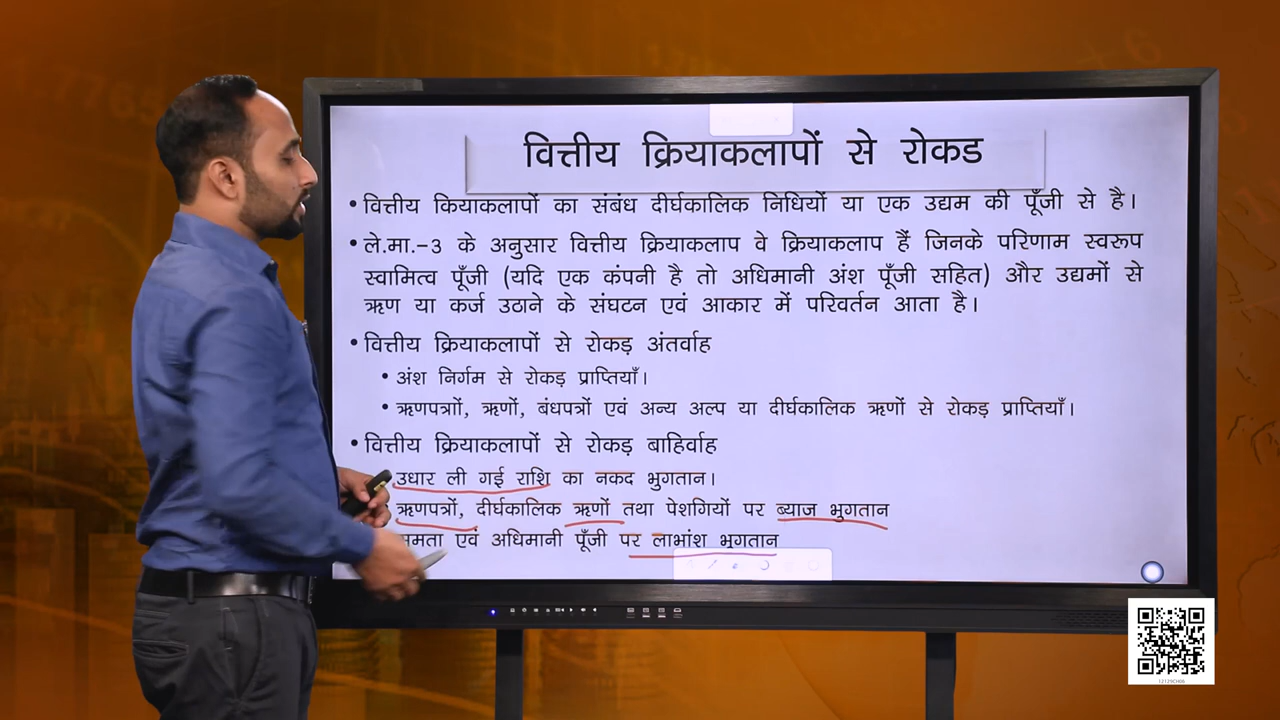 वित्तीय क्रियाकलापों से रोकड
• वित्तीय कियाकलापों का संबंध दीर्घकालिक निधियों या एक उद्यम की पूँजी से है।
• ले.मा.-३ के अनुसार वित्तीय क्रियाकलाप वे क्रियाकलाप हैं जिनके परिणाम स्वरुप
स्वामित्व पूँजी (यदि एक कंपनी है तो अधिमानी अंश पूँजी सहित) और उद्यमों से
ऋण या कर्ज उठाने के संघटन एवं आकार में परिवर्तन आता है।
• वित्तीय क्रियाकलापों से रोकड़ अंतर्वाह
• अंश निर्गम से रोकड़ प्राप्तियाँ।
• ऋणपत्राों, ऋणों, बंधपत्रों एवं अन्य अल्प या दीर्घकालिक ऋणों से रोकड़ प्राप्तियाँ।
• वित्तीय क्रियाकलापों से रोकड़ बाहिर्वाह
उधार ली गई राशि का नकद भुगतान।
ऋणपत्रों, दीर्घकालिक ऋणों तथा पेशगियों पर ब्याज भुगतान
एवं अधिमानी पूँजी पर लाभांश भुगतान
12129CH06